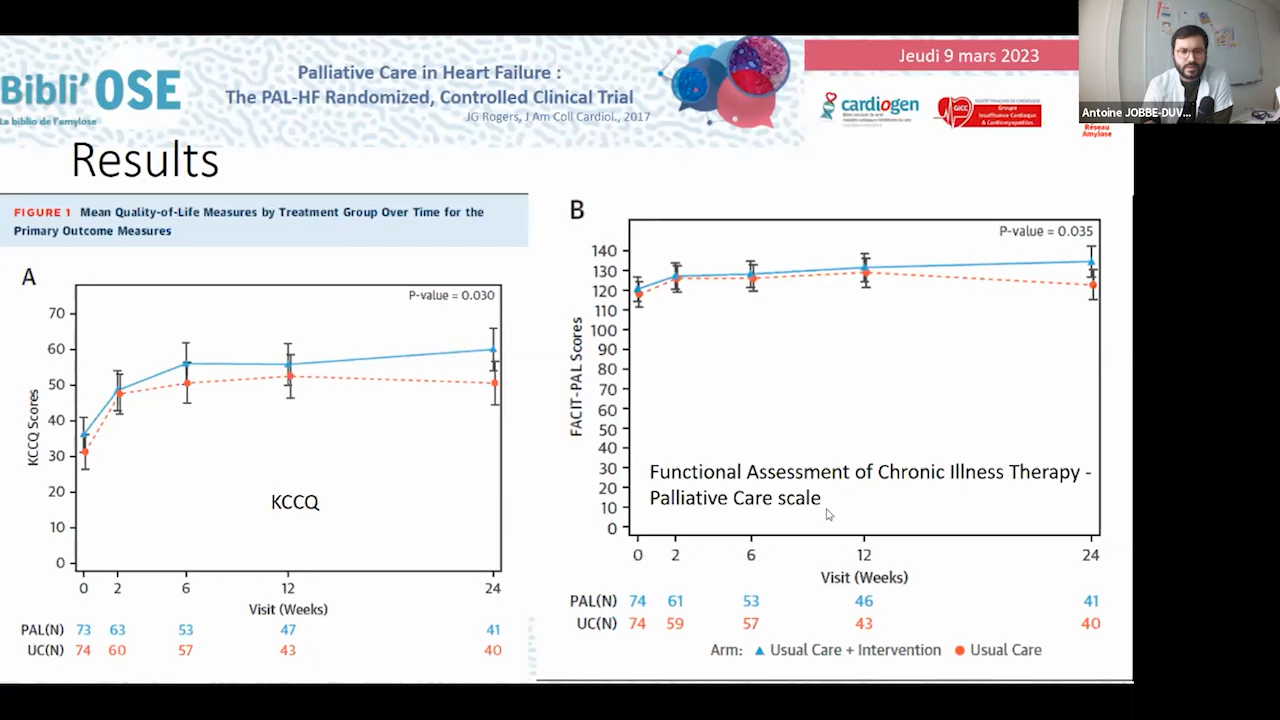 Bibli'OSE
La biblio de l'amylose
Palliative Care in Heart Failure :
The PAL-HF Randomized, Controlled Clinical Trial
JG Rogers, J Am Coll Cardiol., 2017
Jeudi 9 mars 2023
cardiogen
GICC
Groupe
Insuffisance Cardiaque
& Cardiomyopathies
Réseau
Amylose
Antoine JOBBE-DUV...
Results
FIGURE 1 Mean Quality-of-Life Measures by Treatment Group Over Time for the
Primary Outcome Measures
A
P-value = 0.030
70
60
50
40
30
20
10
0
KCCQ Scores
KCCQ
0 2 6 12 24
Visit (Weeks)
PAL(N) 73 63 53 47 41
UC(N) 74 60 57 43 40
B
P-value = 0.035
140
130
120
110
100
90
80
70
60
50
40
30
20
10
0
FACIT-PAL Scores
Functional Assessment of Chronic Illness Therapy -
Palliative Care scale
0 2 6 12 24
Visit (Weeks)
PAL(N) 74 61 53 46 41
UC(N) 74 59 57 43 40
Arm: Usual Care + Intervention Usual Care